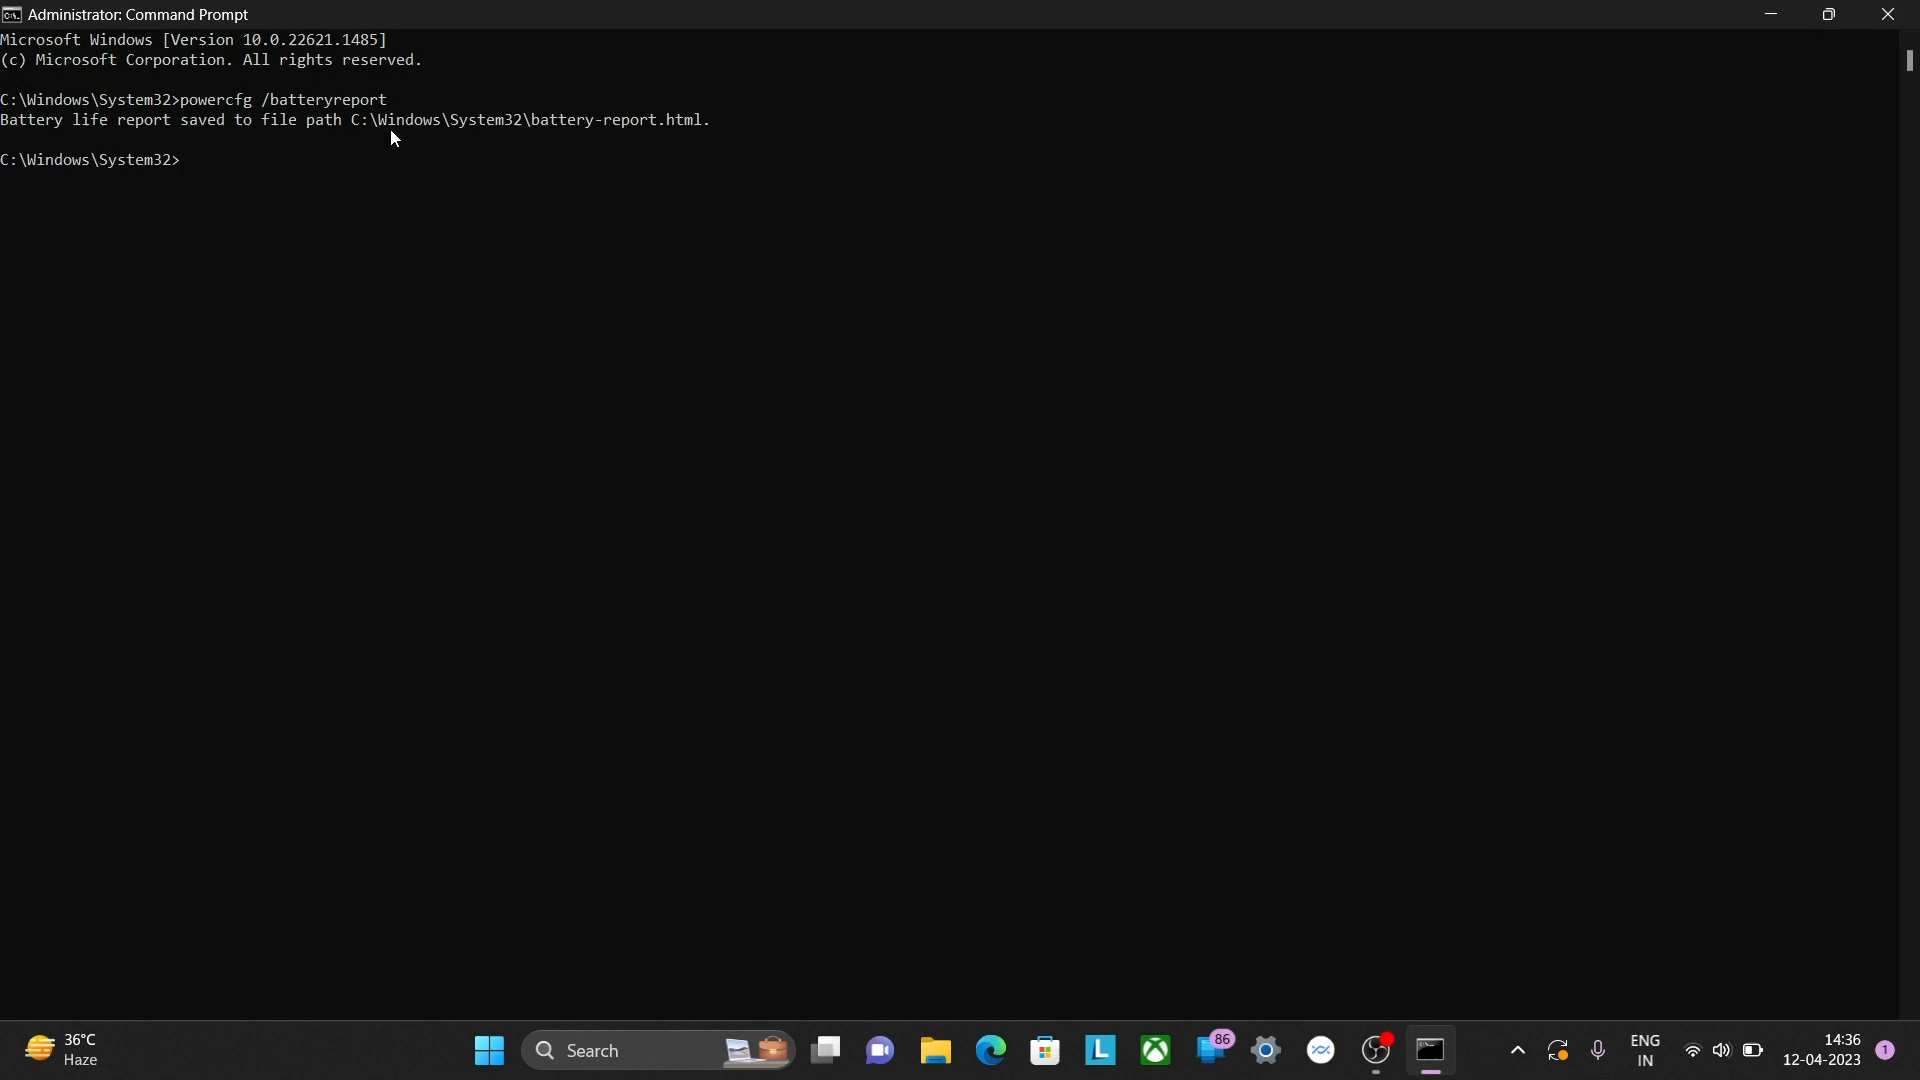 Administrator: Command Prompt
Microsoft Windows [Version 10.0.22621.1485]
(c) Microsoft Corporation. All rights reserved.
C:\Windows\System32>powercfg /batteryreport
Battery life report saved to file path C:\Windows\System32\battery-report.html.
C:\Windows\System32>
36°C
Haze
Search
L
86
ENG
IN
14:36
12-04-2023
1